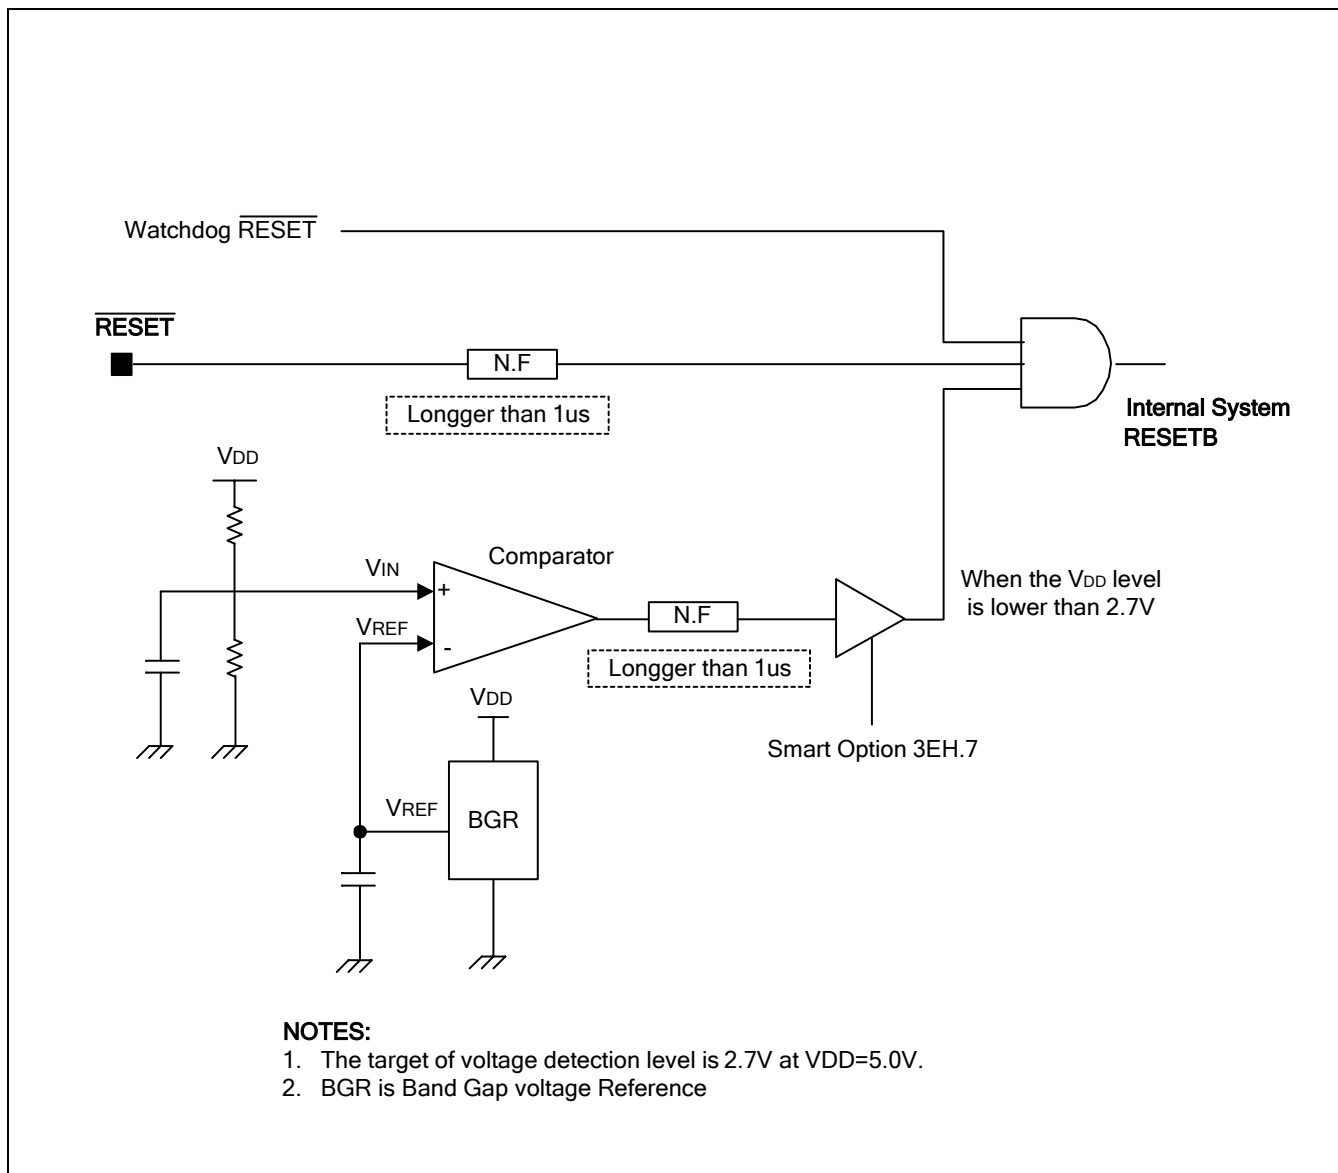 Watchdog RESET
RESET
N.F
Longger than 1us
Internal System
RESETB
VDD
Comparator
VIN
+
VREF
-
N.F
Longger than 1us
When the VDD level
is lower than 2.7V
VDD
Smart Option 3EH.7
VREF
BGR
NOTES:
1. The target of voltage detection level is 2.7V at VDD=5.0V.
2. BGR is Band Gap voltage Reference